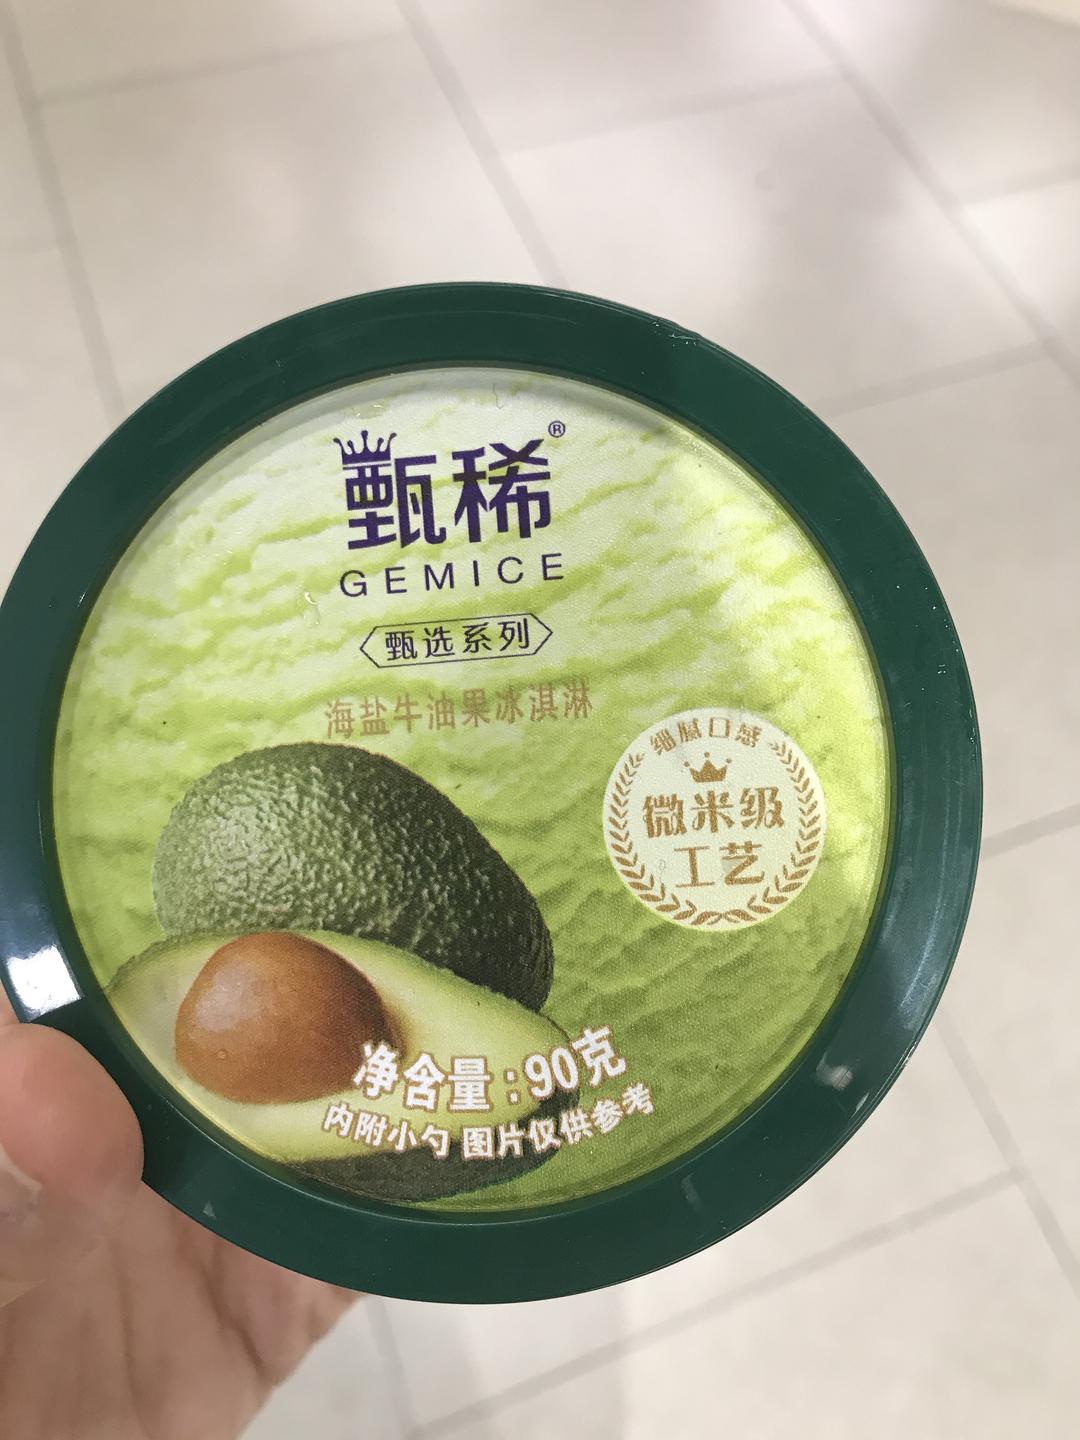 甄稀®
GEMICE
甄选系列
海盐牛油果冰淇淋
细腻口感
微米级
工艺
净含量:90克
内附小勺 图片仅供参考